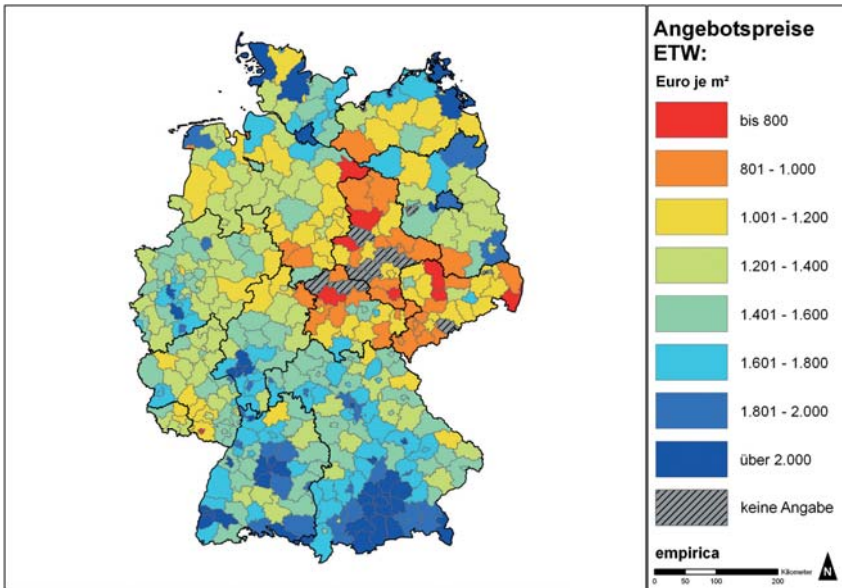 Angebotspreise
ETW:
Euro je m²
bis 800
801 - 1.000
1.001 - 1.200
1.201 - 1.400
1.401 - 1.600
1.601 - 1.800
1.801 - 2.000
über 2.000
keine Angabe
empirica
Kilometer
0 50 100 200
N